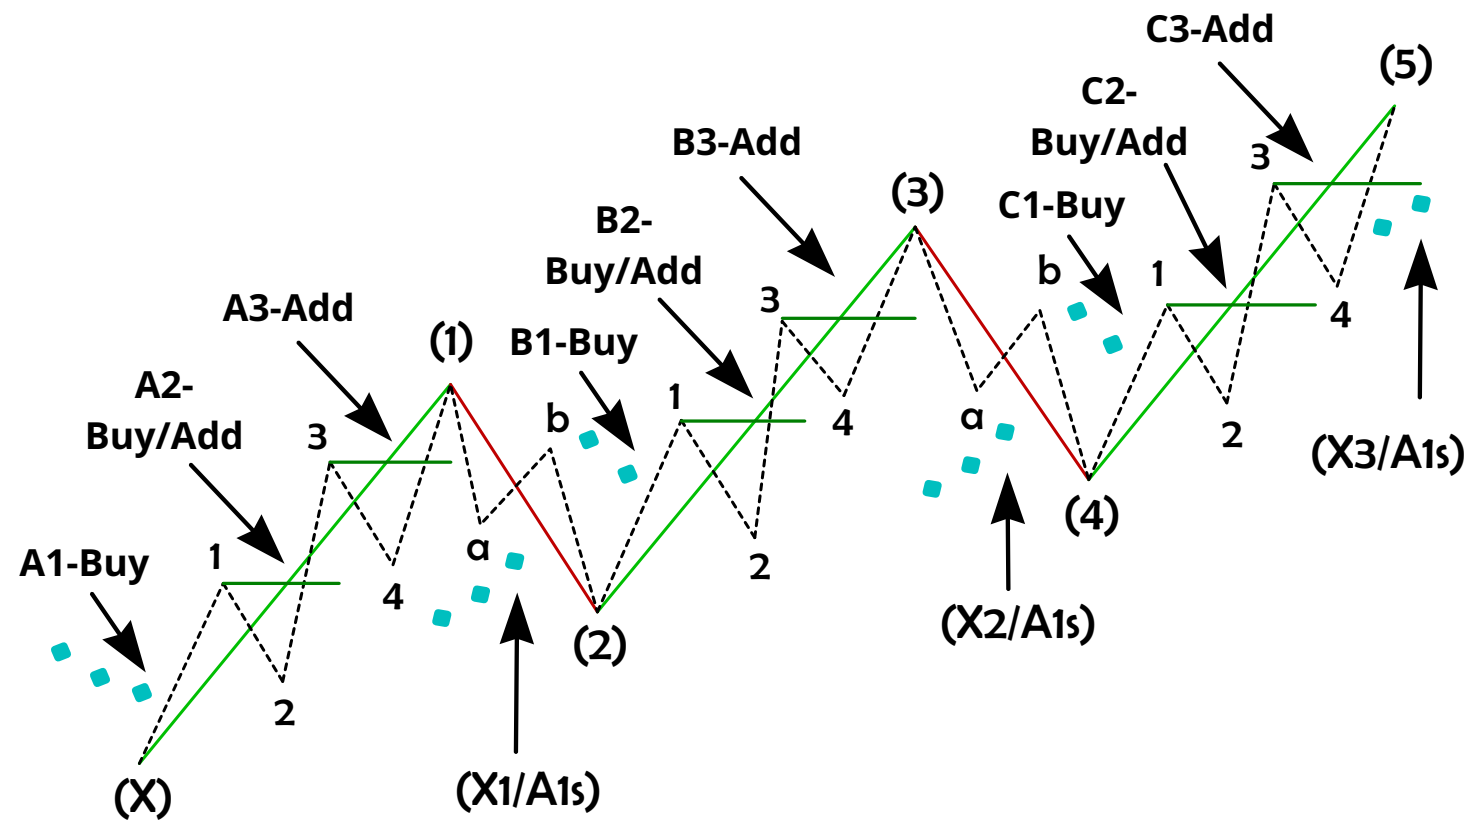 C3-Add
(5)
C2-
Buy/Add
3
B3-Add
(3)
C1-Buy
B2-
Buy/Add
b
1
4
A3-Add
3
(1)
B1-Buy
A2-
Buy/Add
3
b
1
4
a
2
(X3/A1s)
A1-Buy
1
a
2
(4)
4
(2)
(X2/A1s)
2
(X)
(X1/A1s)